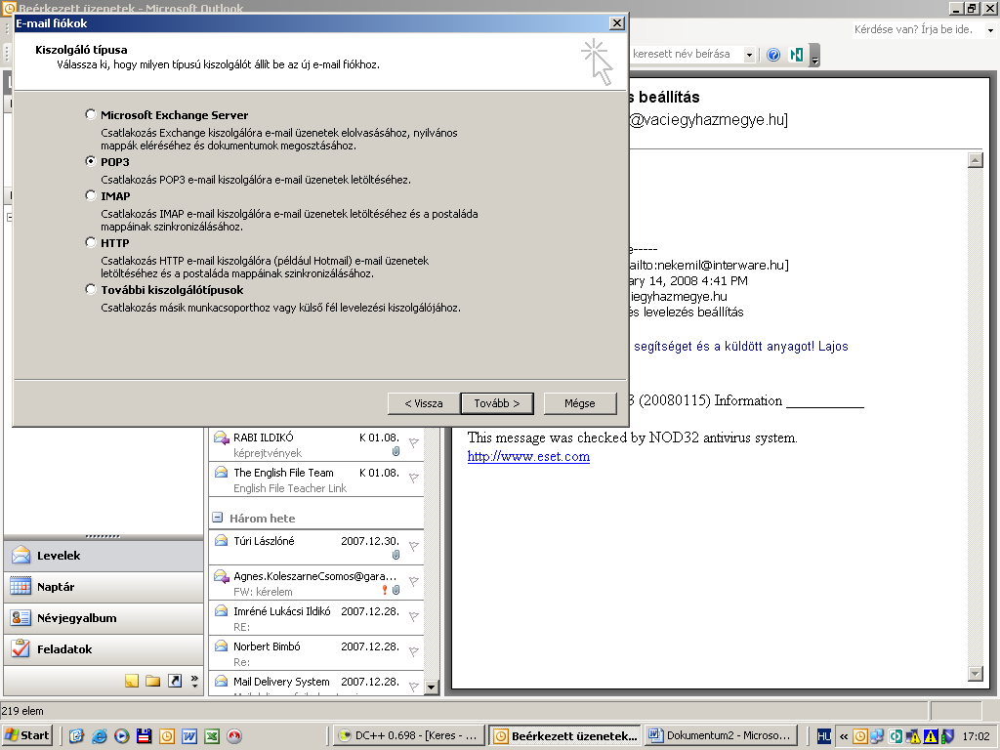 Beérkezett üzenetek - Microsoft Outlook
E-mail fiókok
Kiszolgáló típusa
Válassza ki, hogy milyen típusú kiszolgálót állít be az új e-mail fiókhoz.
Microsoft Exchange Server
Csatlakozás Exchange kiszolgálóra e-mail üzenetek elolvasásához, nyilvános
mappák eléréséhez és dokumentumok megosztásához.
POP3
Csatlakozás POP3 e-mail kiszolgálóra e-mail üzenetek letöltéséhez.
IMAP
Csatlakozás IMAP e-mail kiszolgálóra e-mail üzenetek letöltéséhez és a postaláda
mappáinak szinkronizálásához.
HTTP
Csatlakozás HTTP e-mail kiszolgálóra (például Hotmail) e-mail üzenetek
letöltéséhez és a postaláda mappáinak szinkronizálásához.
További kiszolgálótípusok
Csatlakozás másik munkacsoporthoz vagy külső fél levelezési kiszolgálójához.
< Vissza
Tovább >
Mégse
Kérdése van? Írja be ide.
keresett név beírása
s beállítás
@vaciegyhazmegye.hu]
e-----
ailto:nekemil@interware.hu]
ary 14, 2008 4:41 PM
iegyhazmegye.hu
és levelezés beállítás
segítséget és a küldött anyagot! Lajos
3 (20080115) Information ___________
This message was checked by NOD32 antivirus system.
http://www.eset.com
RABI ILDIKÓ K 01.08.
képrejtvények
The English File Team K 01.08.
English File Teacher Link
Három hete
Túri Lászlóné 2007.12.30.
Agnes.KoleszarneCsomos@gara...
FW: kérelem
Imréné Lukácsi Ildikó 2007.12.28.
RE:
Norbert Bimbó 2007.12.28.
Re:
Mail Delivery System 2007.12.28.
Levelek
Naptár
Névjegyalbum
Feladatok
219 elem
Start
DC++ 0.698 - [Keres - ...
Beérkezett üzenetek...
Dokumentum2 - Microso...
HU
17:02